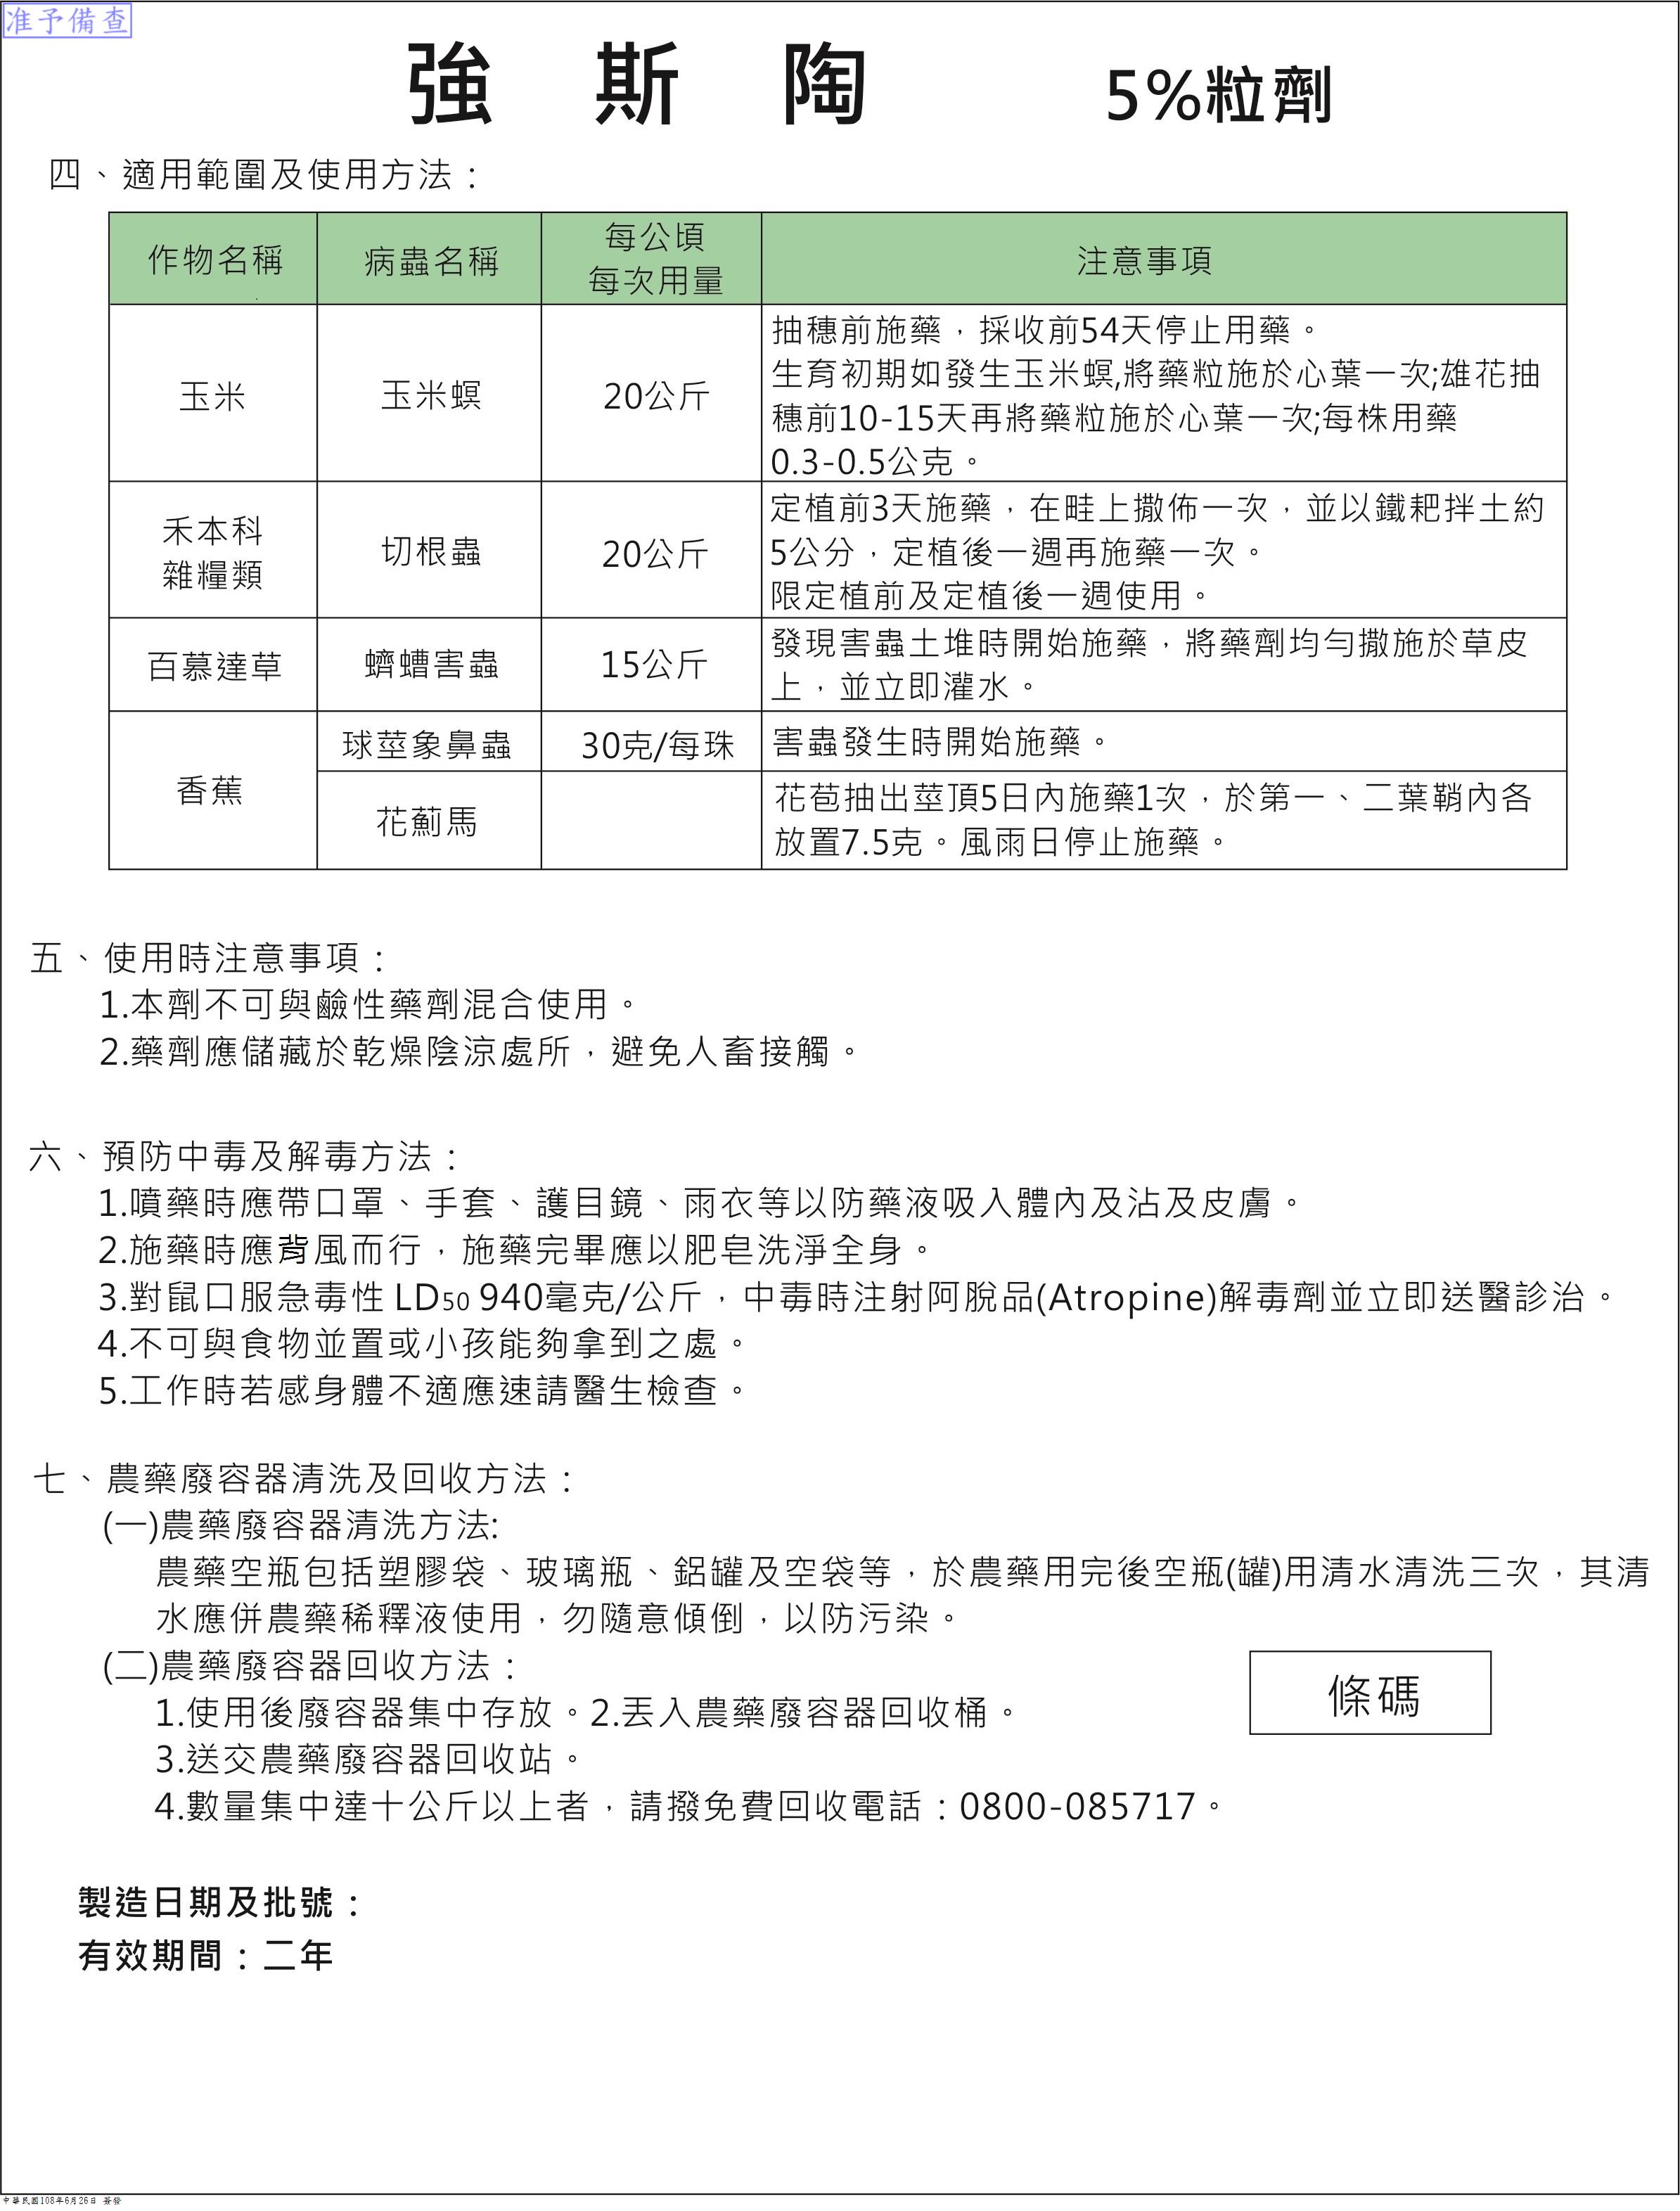 准予備查
強斯陶 5%粒劑
四、適用範圍及使用方法：
作物名稱 病蟲名稱 每公頃每次用量 注意事項
玉米 玉米螟 20公斤
抽穗前施藥，採收前54天停止用藥。
生育初期如發生玉米螟,將藥粒施於心葉一次;雄花抽
穗前10-15天再將藥粒施於心葉一次;每株用藥
0.3-0.5公克。
禾本科
雜糧類
切根蟲 20公斤
定植前3天施藥，在畦上撒佈一次，並以鐵耙拌土約
5公分，定植後一週再施藥一次。
限定植前及定植後一週使用。
百慕達草 蠐螬害蟲 15公斤
發現害蟲土堆時開始施藥，將藥劑均勻撒施於草皮
上，並立即灌水。
香蕉
球莖象鼻蟲 30克/每珠 害蟲發生時開始施藥。
花薊馬
花苞抽出莖頂5日內施藥1次，於第一、二葉鞘內各
放置7.5克。風雨日停止施藥。
五、使用時注意事項：
1.本劑不可與鹼性藥劑混合使用。
2.藥劑應儲藏於乾燥陰涼處所，避免人畜接觸。
六、預防中毒及解毒方法：
1.噴藥時應帶口罩、手套、護目鏡、雨衣等以防藥液吸入體內及沾及皮膚。
2.施藥時應背風而行，施藥完畢應以肥皂洗淨全身。
3.對鼠口服急毒性 LD50 940毫克/公斤，中毒時注射阿脫品(Atropine)解毒劑並立即送醫診治。
4.不可與食物並置或小孩能夠拿到之處。
5.工作時若感身體不適應速請醫生檢查。
七、農藥廢容器清洗及回收方法：
(一)農藥廢容器清洗方法:
農藥空瓶包括塑膠袋、玻璃瓶、鋁罐及空袋等，於農藥用完後空瓶(罐)用清水清洗三次，其清
水應併農藥稀釋液使用，勿隨意傾倒，以防污染。
(二)農藥廢容器回收方法：
1.使用後廢容器集中存放。2.丟入農藥廢容器回收桶。
3.送交農藥廢容器回收站。
4.數量集中達十公斤以上者，請撥免費回收電話：0800-085717。
條碼
製造日期及批號：
有效期間：二年
中華民國108年6月26日 簽發